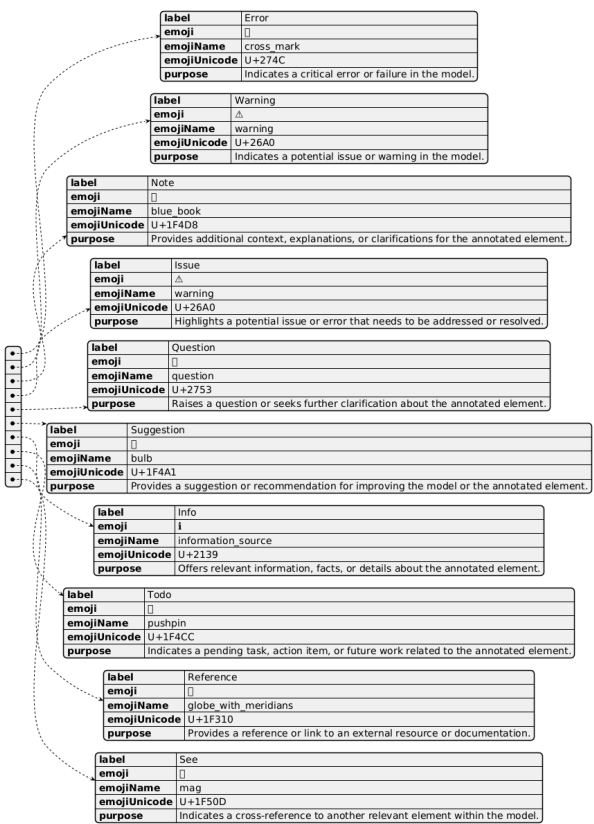 label Error
emoji
emojiName cross_mark
emojiUnicode U+274C
purpose Indicates a critical error or failure in the model.
label Warning
emoji ⚠
emojiName warning
emojiUnicode U+26A0
purpose Indicates a potential issue or warning in the model.
label Note
emoji
emojiName blue_book
emojiUnicode U+1F4D8
purpose Provides additional context, explanations, or clarifications for the annotated element.
label Issue
emoji ⚠
emojiName warning
emojiUnicode U+26A0
purpose Highlights a potential issue or error that needs to be addressed or resolved.
label Question
emoji
emojiName question
emojiUnicode U+2753
purpose Raises a question or seeks further clarification about the annotated element.
label Suggestion
emoji
emojiName bulb
emojiUnicode U+1F4A1
purpose Provides a suggestion or recommendation for improving the model or the annotated element.
label Info
emoji ℹ
emojiName information_source
emojiUnicode U+2139
purpose Offers relevant information, facts, or details about the annotated element.
label Todo
emoji
emojiName pushpin
emojiUnicode U+1F4CC
purpose Indicates a pending task, action item, or future work related to the annotated element.
label Reference
emoji
emojiName globe_with_meridians
emojiUnicode U+1F310
purpose Provides a reference or link to an external resource or documentation.
label See
emoji
emojiName mag
emojiUnicode U+1F50D
purpose Indicates a cross-reference to another relevant element within the model.